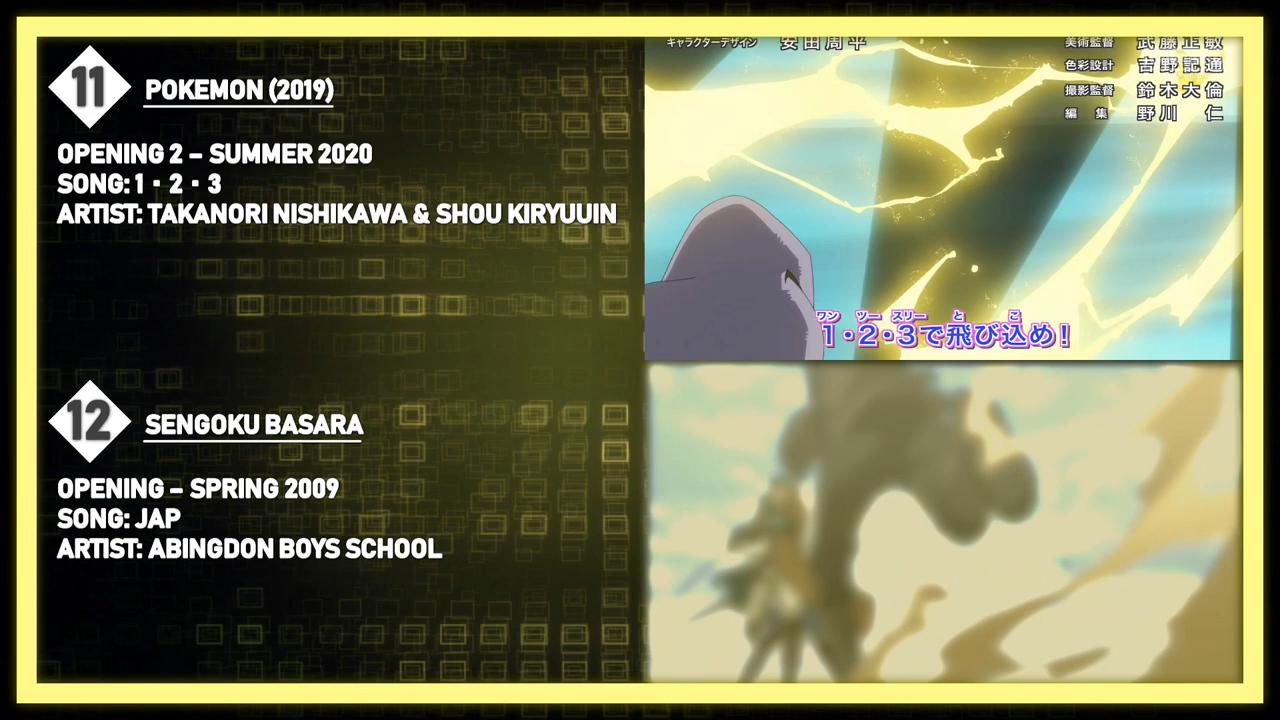 11
POKEMON (2019)
OPENING 2 – SUMMER 2020
SONG: 1・2・3
ARTIST: TAKANORI NISHIKAWA & SHOU KIRYUUIN
キャラクターデザイン 安田周平
美術監督 武藤正敏
色彩設計 吉野記通
撮影監督 鈴木大倫
編集 野川仁
ワン ツー スリー と こ
1・2・3で飛び込め!
12
SENGOKU BASARA
OPENING – SPRING 2009
SONG: JAP
ARTIST: ABINGDON BOYS SCHOOL